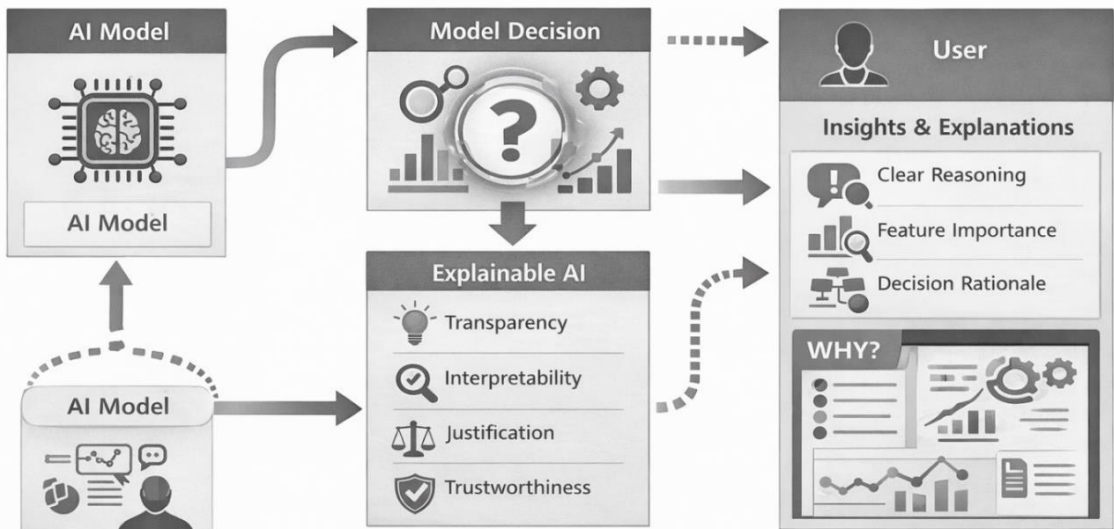 AI Model
AI Model
Model Decision
?
User
Insights & Explanations
Clear Reasoning
Feature Importance
Decision Rationale
Explainable AI
Transparency
Interpretability
Justification
Trustworthiness
AI Model
WHY?